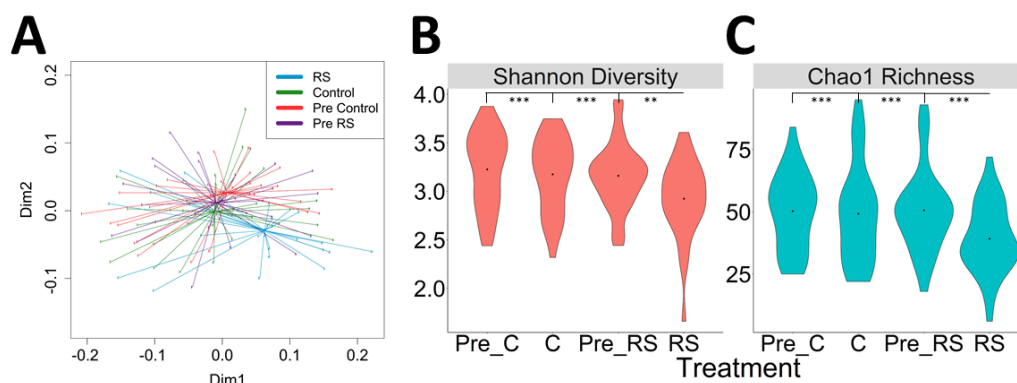 A
B
C
RS
Control
Pre Control
Pre RS
Dim2
0.2
0.1
0.0
-0.1
-0.2
-0.1
0.0
0.1
0.2
Dim1
Shannon Diversity
***
***
**
4.0
3.5
3.0
2.5
2.0
Pre_C
C
Pre_RS
RS
Chao1 Richness
***
***
***
75
50
25
Pre_C
C
Pre_RS
RS
Treatment